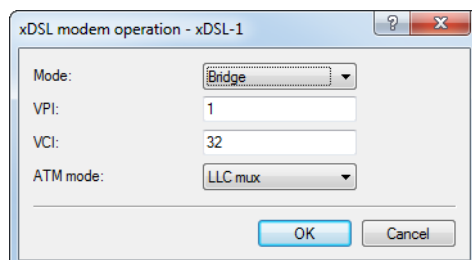 xDSL modem operation - xDSL-1
Mode: Bridge
VPI: 1
VCI: 32
ATM mode: LLC mux
OK Cancel